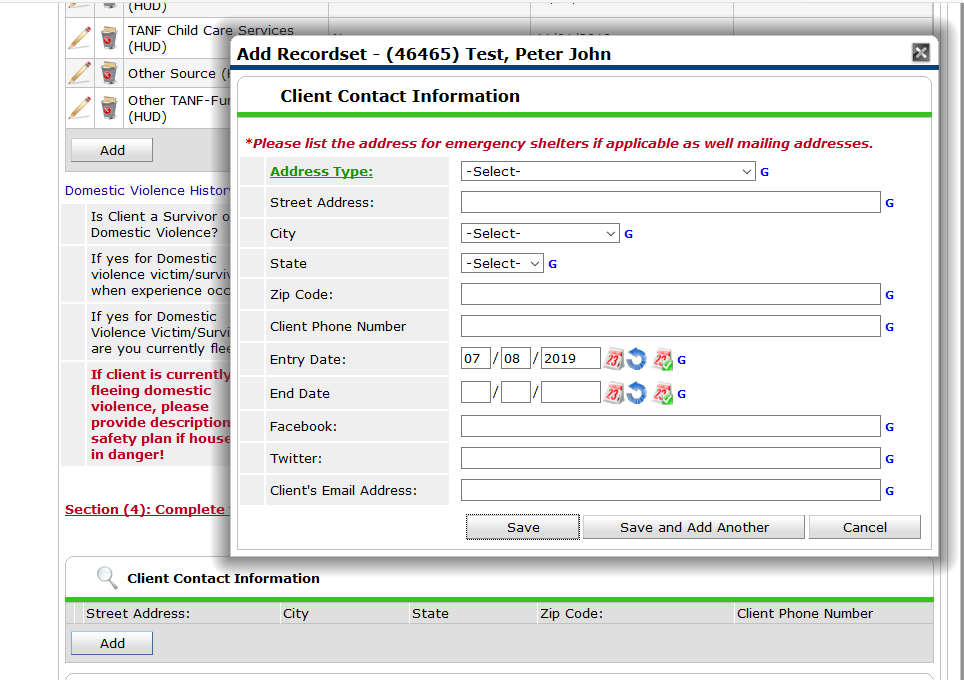 (HUD)
TANF Child Care Services
(HUD)
Other Source (
Other TANF-Fu
(HUD)
Add
Domestic Violence Histor
Is Client a Survivor o
Domestic Violence?
If yes for Domestic
violence victim/surviv
when experience occ
If yes for Domestic
Violence Victim/Survi
are you currently flee
If client is currently
fleeing domestic
violence, please
provide description
safety plan if house
in danger!
Section (4): Complete
Add Recordset - (46465) Test, Peter John
Client Contact Information
*Please list the address for emergency shelters if applicable as well mailing addresses.
Address Type: -Select- G
Street Address: G
City -Select- G
State -Select- G
Zip Code: G
Client Phone Number G
Entry Date: 07 / 08 / 2019 G
End Date / / G
Facebook: G
Twitter: G
Client's Email Address: G
Save Save and Add Another Cancel
Client Contact Information
Street Address: City State Zip Code: Client Phone Number
Add